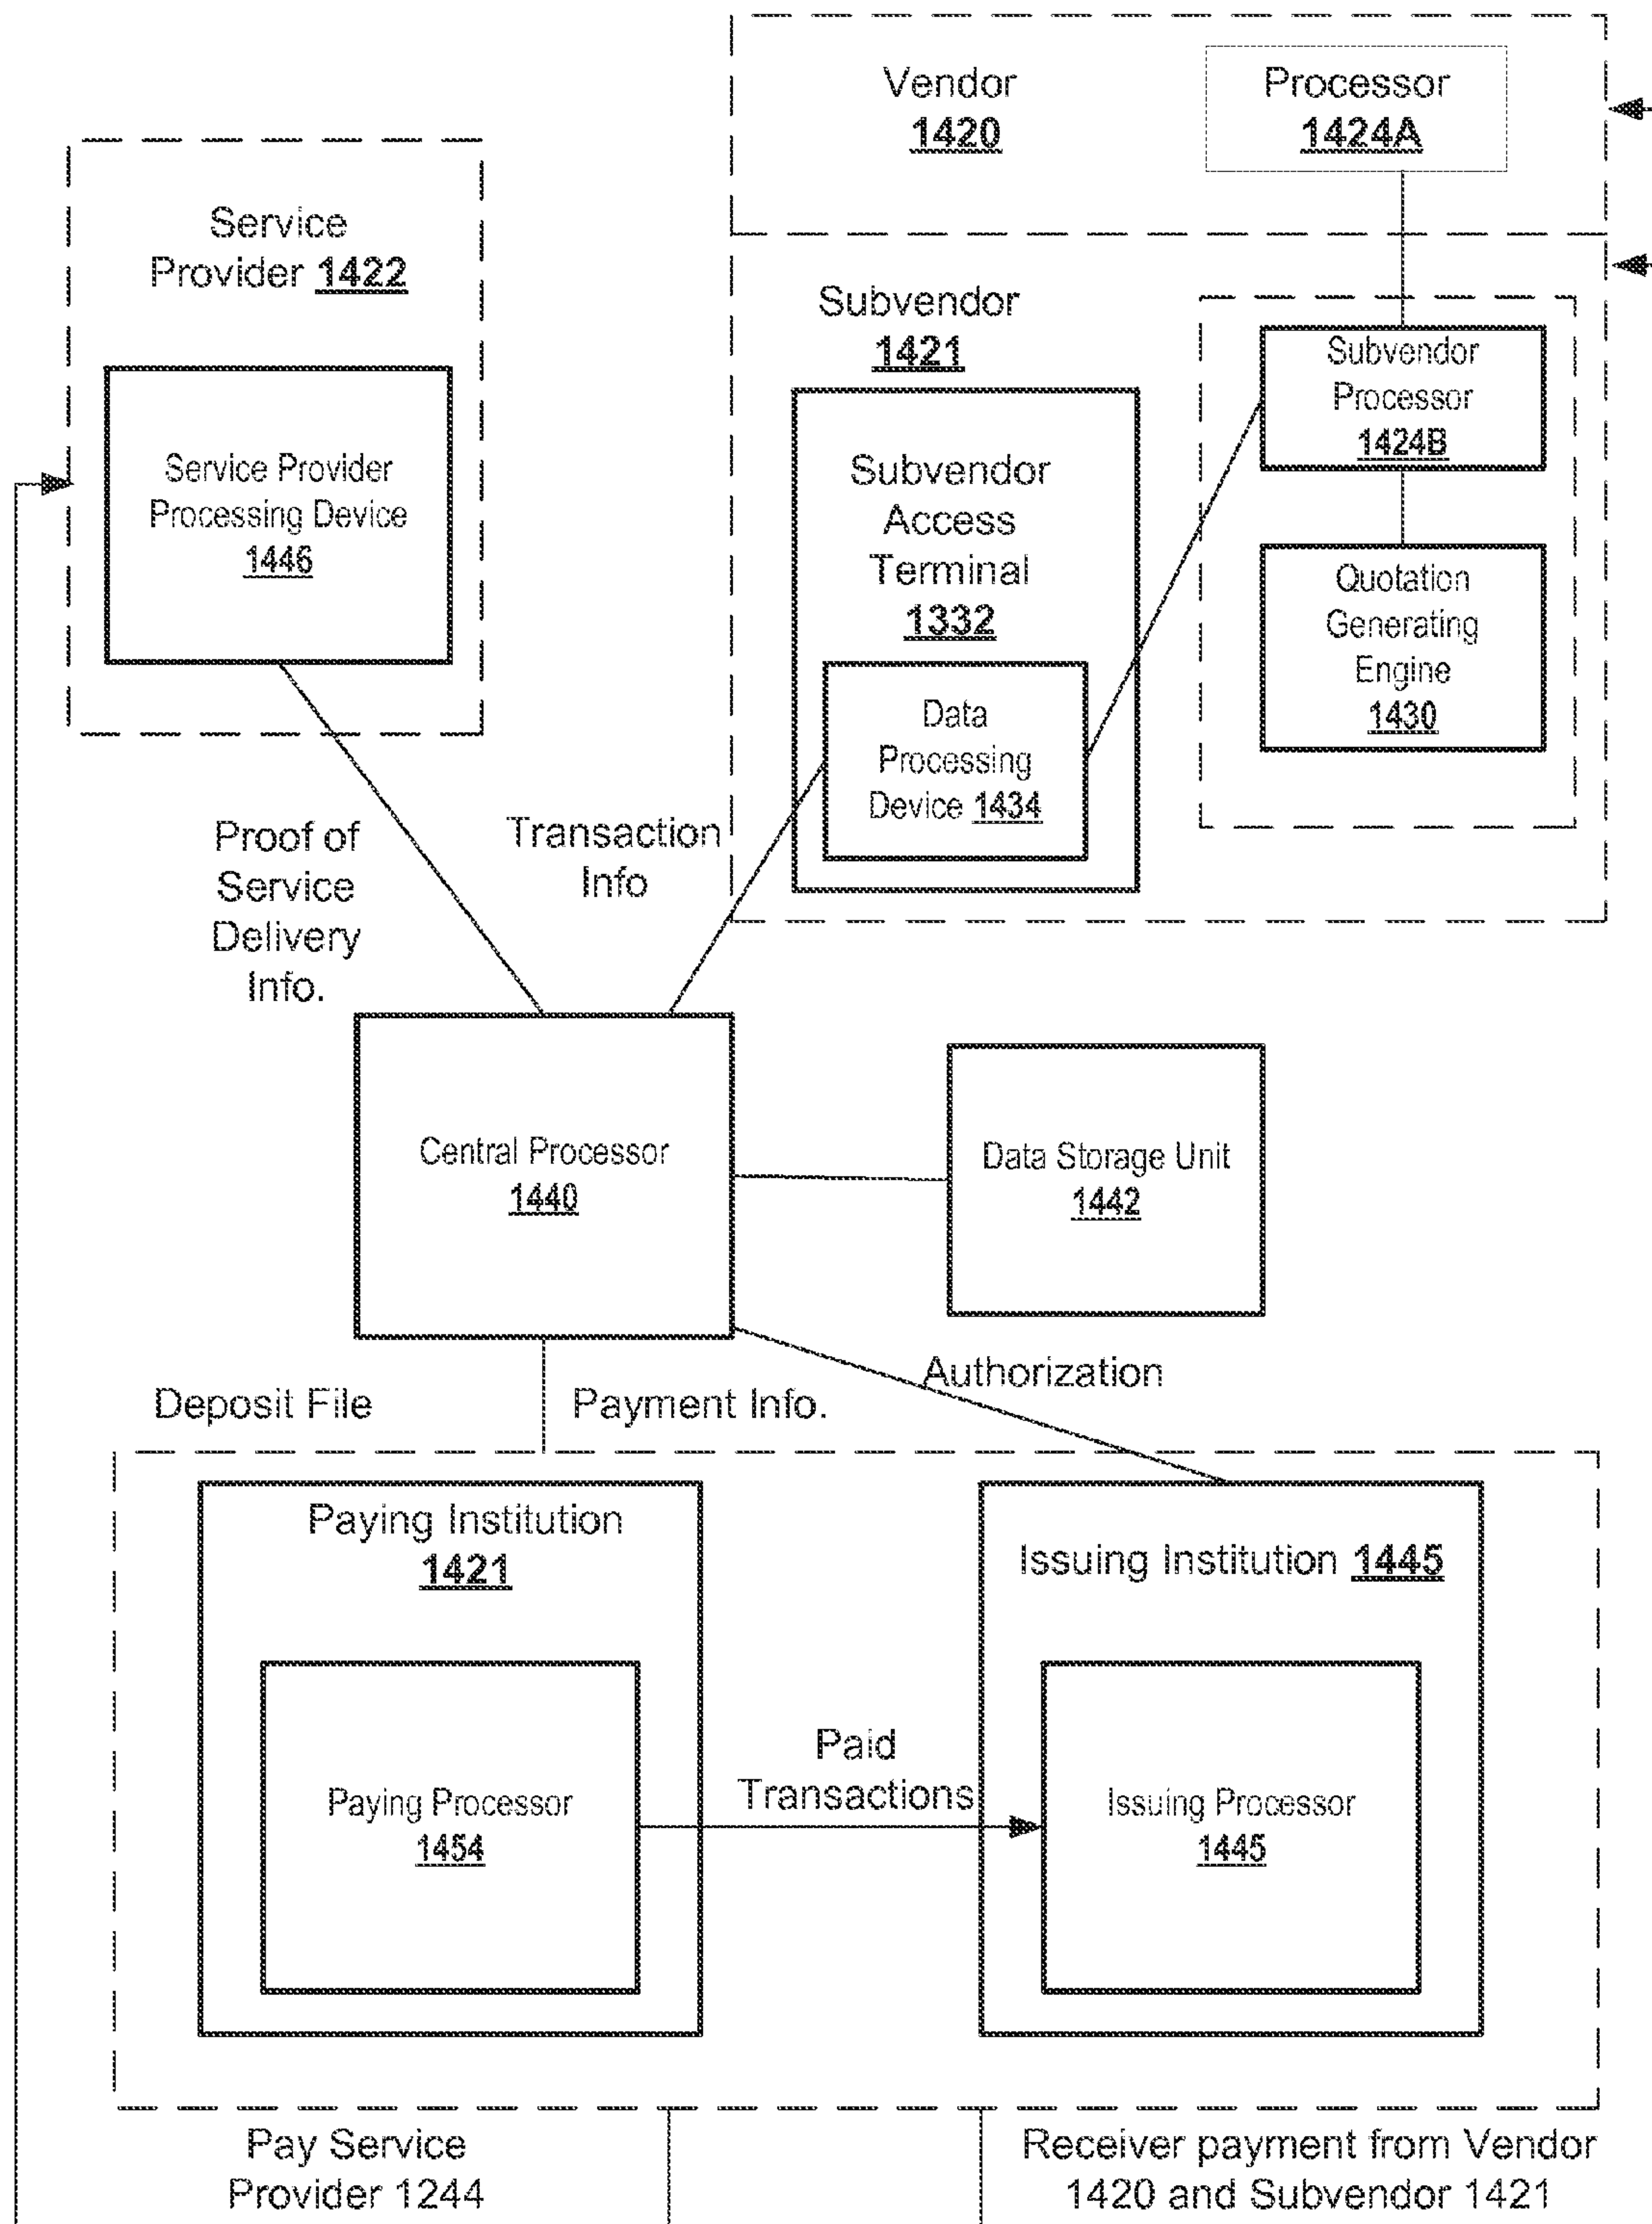 Vendor
1420
Processor
1424A
Service
Provider 1422
Service Provider
Processing Device
1446
Subvendor
1421
Subvendor
Access
Terminal
1332
Data
Processing
Device 1434
Subvendor
Processor
1424B
Quotation
Generating
Engine
1430
Proof of
Service
Delivery
Info.
Transaction
Info
Central Processor
1440
Data Storage Unit
1442
Deposit File
Payment Info.
Authorization
Paying Institution
1421
Issuing Institution 1445
Paying Processor
1454
Paid
Transactions
Issuing Processor
1445
Pay Service
Provider 1244
Receiver payment from Vendor
1420 and Subvendor 1421